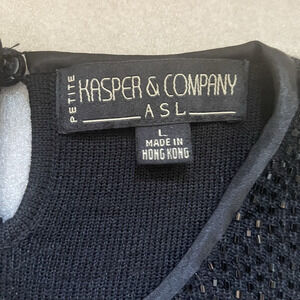 PETITE
KASPER & COMPANY
A S L
L
MADE IN
HONG KONG